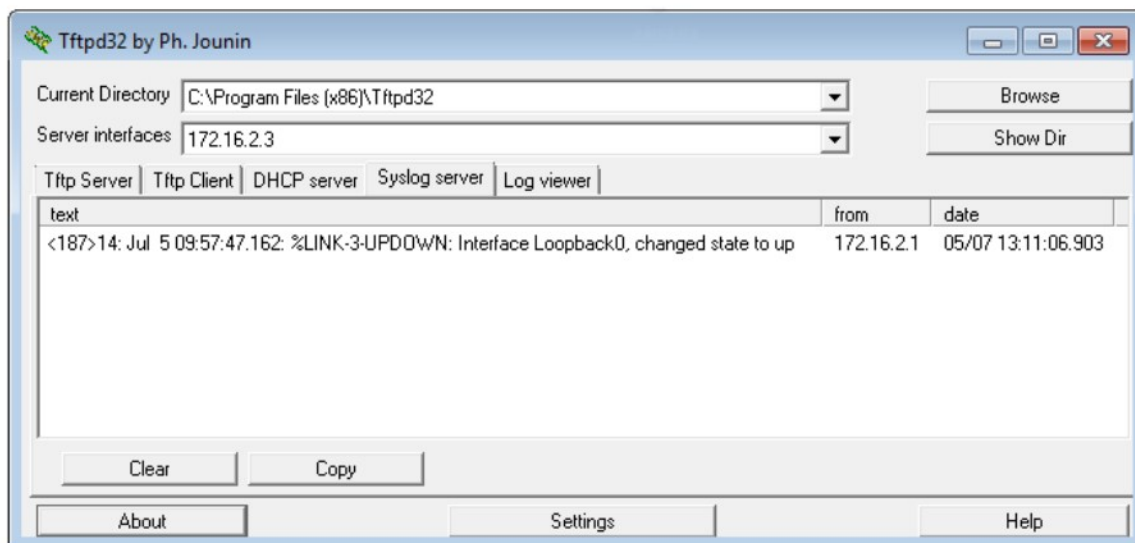 Tftpd32 by Ph. Jounin
Current Directory C:\Program Files (x86)\Tftpd32 Browse
Server interfaces 172.16.2.3 Show Dir
Tftp Server Tftp Client DHCP server Syslog server Log viewer
text from date
<187>14: Jul 5 09:57:47.162: %LINK-3-UPDOWN: Interface Loopback0, changed state to up 172.16.2.1 05/07 13:11:06.903
Clear Copy
About Settings Help